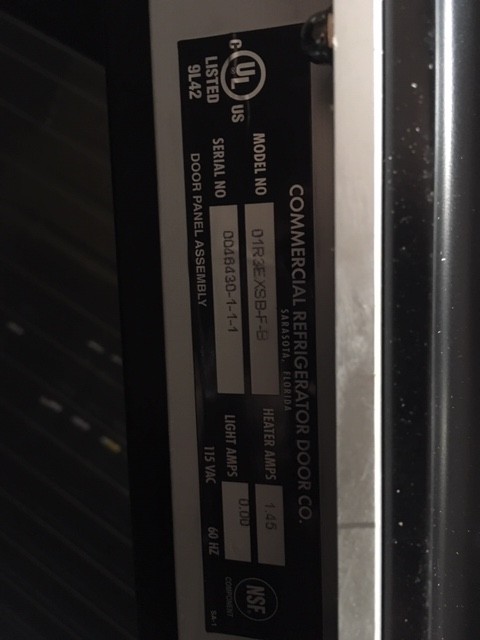 COMMERCIAL REFRIGERATOR DOOR CO.
SARASOTA, FLORIDA
C UL US
LISTED
9L42
MODEL NO 01R3EXSB-F-B
HEATER AMPS 1.45
SERIAL NO 0046430-1-1-1
LIGHT AMPS 0.00
DOOR PANEL ASSEMBLY
115 VAC 60 HZ
NSF
COMPONENT